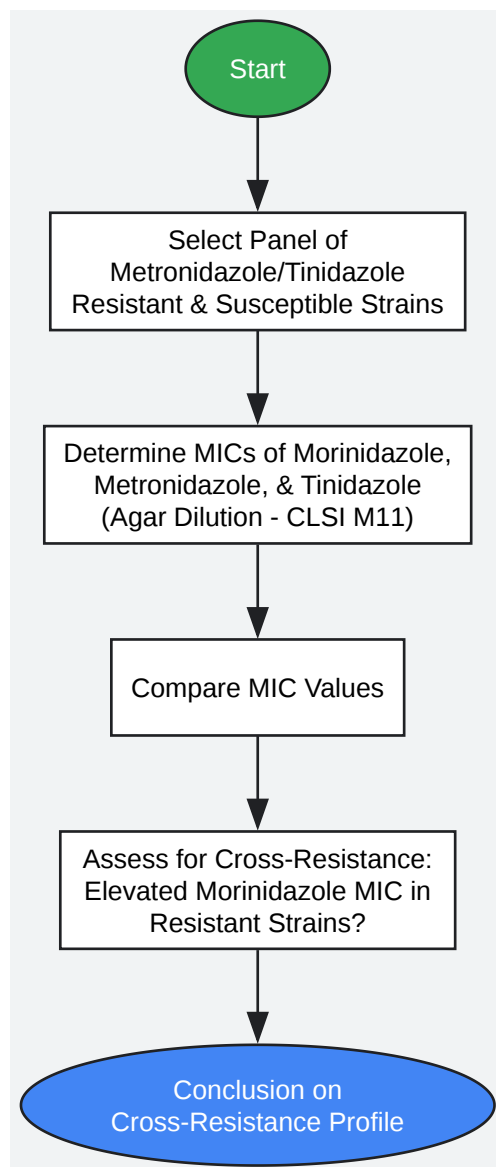 Start
Select Panel of
Metronidazole/Tinidazole
Resistant & Susceptible Strains
Determine MICs of Morinidazole,
Metronidazole, & Tinidazole
(Agar Dilution - CLSI M11)
Compare MIC Values
Assess for Cross-Resistance:
Elevated Morinidazole MIC in
Resistant Strains?
Conclusion on
Cross-Resistance Profile